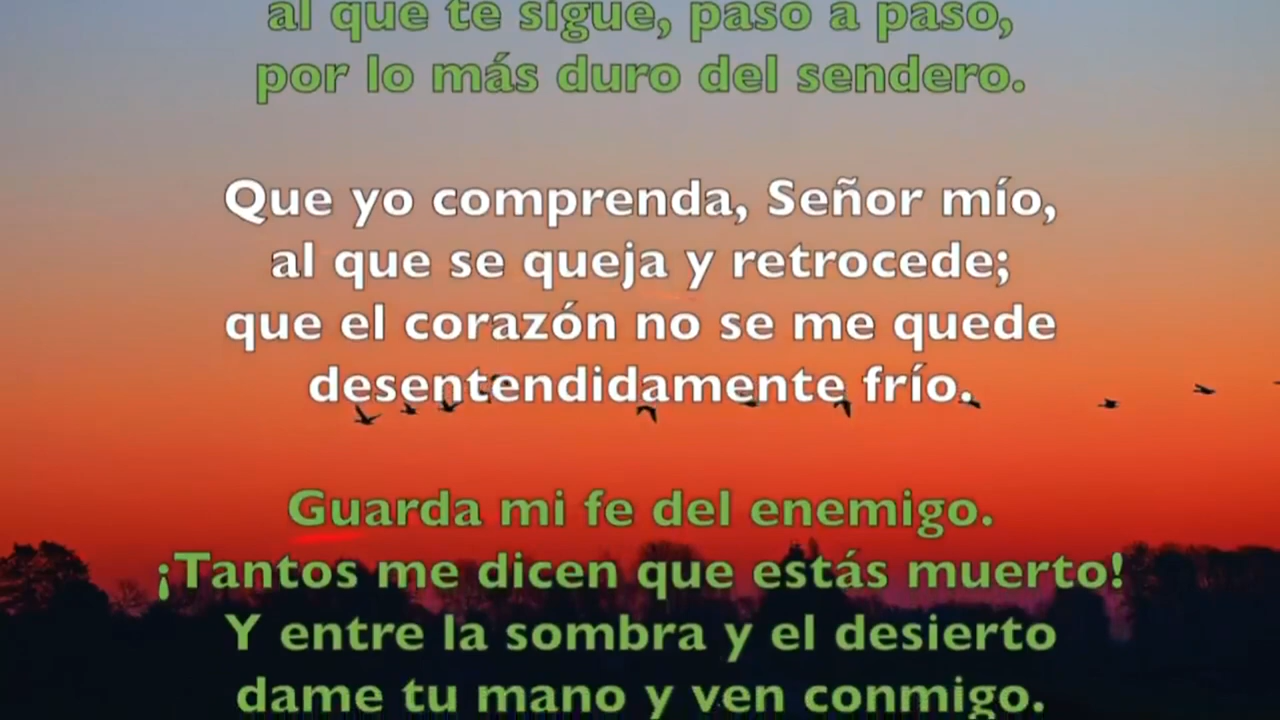 al que te sigue, paso a paso,
por lo más duro del sendero.
Que yo comprenda, Señor mío,
al que se queja y retrocede;
que el corazón no se me quede
desentendidamente frío.
Guarda mi fe del enemigo.
¡Tantos me dicen que estás muerto!
Y entre la sombra y el desierto
dame tu mano y ven conmigo.